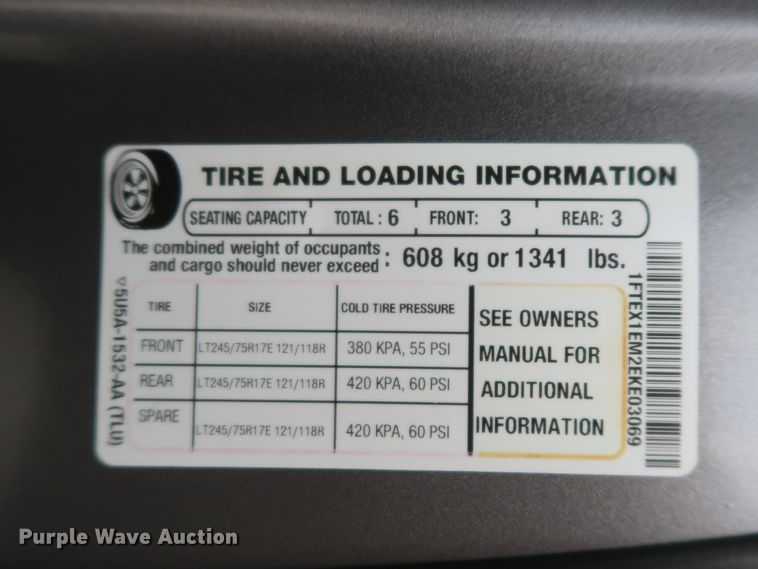 TIRE AND LOADING INFORMATION
SEATING CAPACITY TOTAL : 6 FRONT: 3 REAR: 3
The combined weight of occupants
and cargo should never exceed : 608 kg or 1341 lbs.
TIRE SIZE COLD TIRE PRESSURE
FRONT LT245/75R17E 121/118R 380 KPA, 55 PSI
REAR LT245/75R17E 121/118R 420 KPA, 60 PSI
SPARE LT245/75R17E 121/118R 420 KPA, 60 PSI
SEE OWNERS
MANUAL FOR
ADDITIONAL
INFORMATION
5U5A-1532-AA (TLU)
1FTEX1EM2EKE03069
Purple Wave Auction